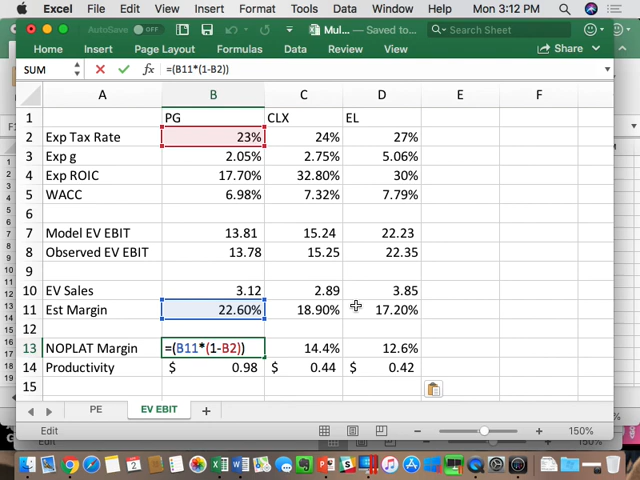 Excel File Edit View Insert Format Tools Data Window Help Mon 3:12 PM
AutoSave OFF Mul... — Saved to... Search Sheet
Home Insert Page Layout Formulas Data Review View Share
SUM fx =(B11*(1-B2))
A B C D E F
1 PG CLX EL
2 Exp Tax Rate 23% 24% 27%
3 Exp g 2.05% 2.75% 5.06%
4 Exp ROIC 17.70% 32.80% 30%
5 WACC 6.98% 7.32% 7.79%
6
7 Model EV EBIT 13.81 15.24 22.23
8 Observed EV EBIT 13.78 15.25 22.35
9
10 EV Sales 3.12 2.89 3.85
11 Est Margin 22.60% 18.90% 17.20%
12
13 NOPLAT Margin =(B11*(1-B2)) 14.4% 12.6%
14 Productivity $ 0.98 $ 0.44 $ 0.42
15
PE EV EBIT +
Edit 150%
Edit 150%